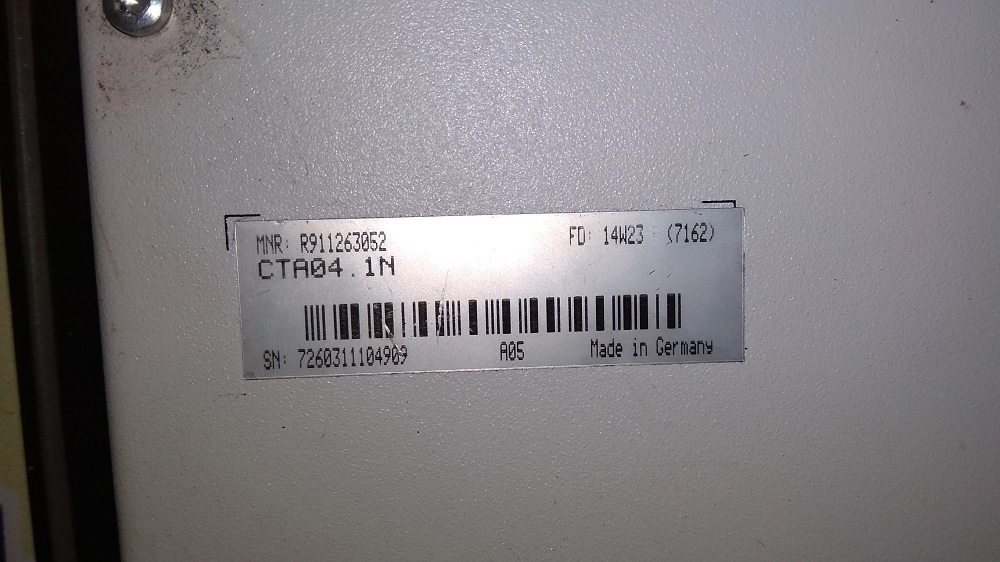 MNR: R911263052 FD: 14W23 (7162)
CTA04.1N
SN: 7260311104909 A05 Made in Germany